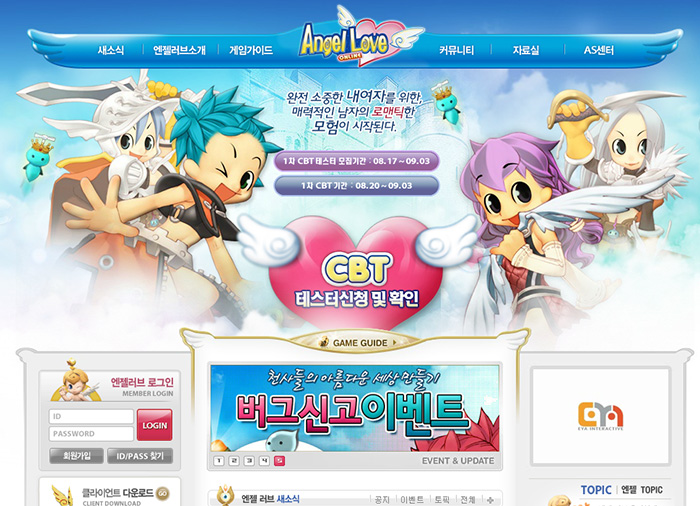 새소식 엔젤러브소개 게임가이드 Angel Love ONLINE 커뮤니티 자료실 AS센터
완전 소중한 내여자를 위한,
매력적인 남자의 로맨틱한
모험이 시작된다.
1차 CBT 테스터 모집기간 : 08.17 ~ 09.03
1차 CBT 기간 : 08.20 ~ 09.03
CBT
테스터신청 및 확인
GAME GUIDE
엔젤러브 로그인
MEMBER LOGIN
ID
PASSWORD
LOGIN
회원가입 ID/PASS 찾기
클라이언트 다운로드 GO
CLIENT DOWNLOAD
천사들의 아름다운 세상 만들기
버그신고이벤트
1 2 3 4 5 EVENT & UPDATE
엔젤 러브 새소식 공지 이벤트 토픽 전체
EYA INTERACTIVE
TOPIC 엔젤 TOPIC